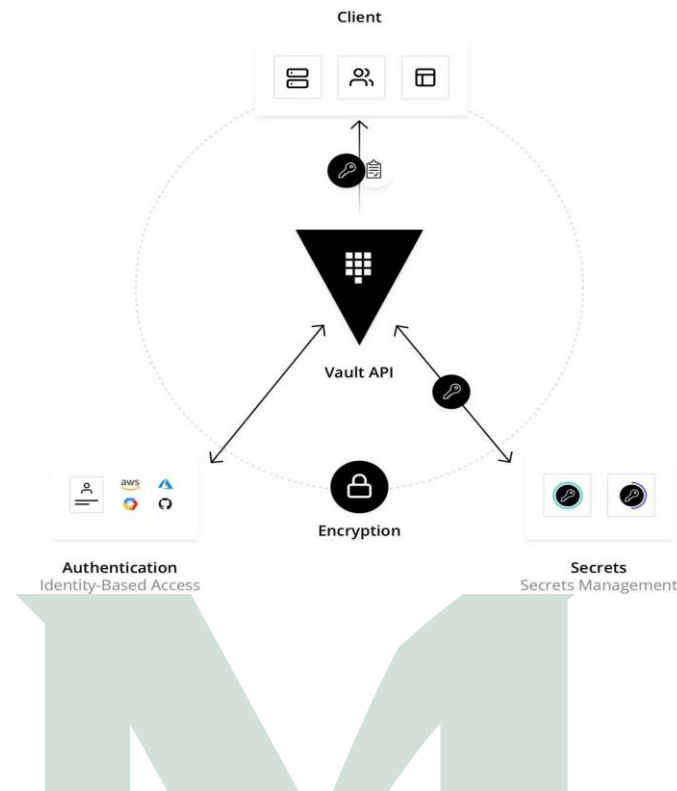 Client
Vault API
aws
Encryption
Authentication
Identity-Based Access
Secrets
Secrets Management